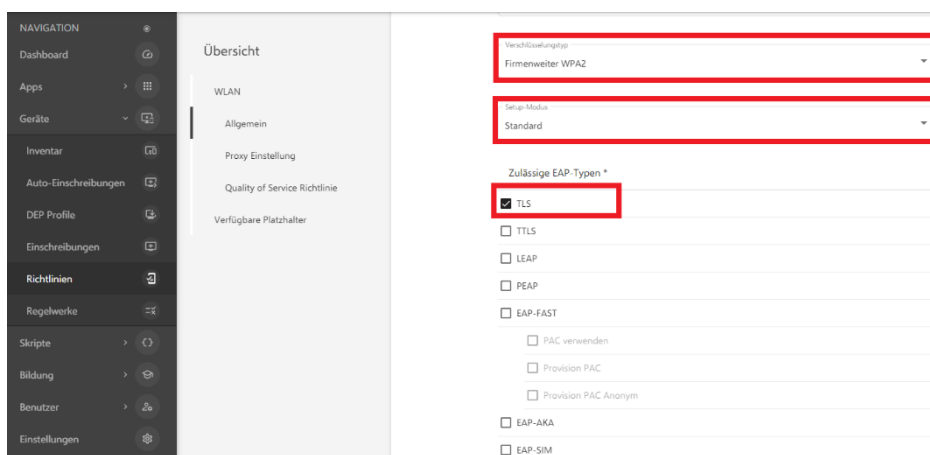 NAVIGATION
Dashboard
Apps
Geräte
Inventar
Auto-Einschreibungen
DEP Profile
Einschreibungen
Richtlinien
Regelwerke
Skripte
Bildung
Benutzer
Einstellungen
Übersicht
WLAN
Allgemein
Proxy Einstellung
Quality of Service Richtlinie
Verfügbare Platzhalter
Verschlüsselungstyp
Firmenweiter WPA2
Setup-Modus
Standard
Zulässige EAP-Typen *
TLS
TTLS
LEAP
PEAP
EAP-FAST
PAC verwenden
Provision PAC
Provision PAC Anonym
EAP-AKA
EAP-SIM